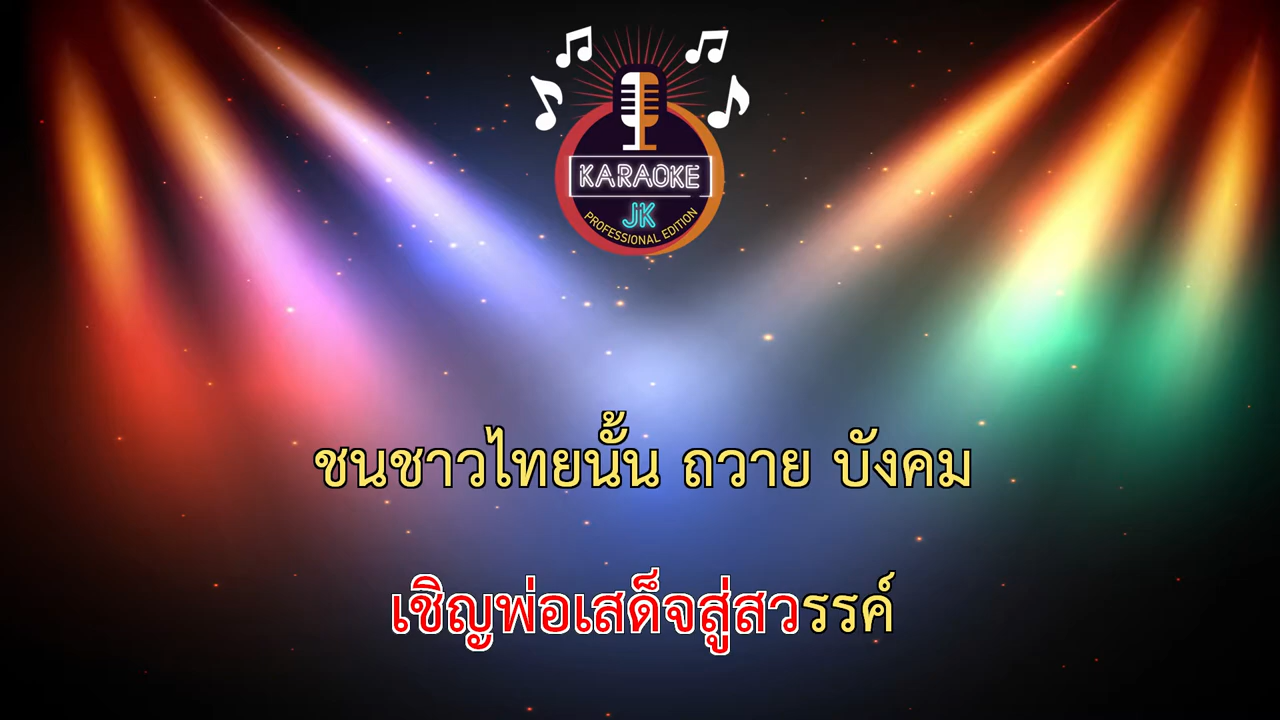 KARAOKE
JK
PROFESSIONAL EDITION
ชนชาวไทยนั้น ถวาย บังคม
เชิญพ่อเสด็จสู่สวรรค์